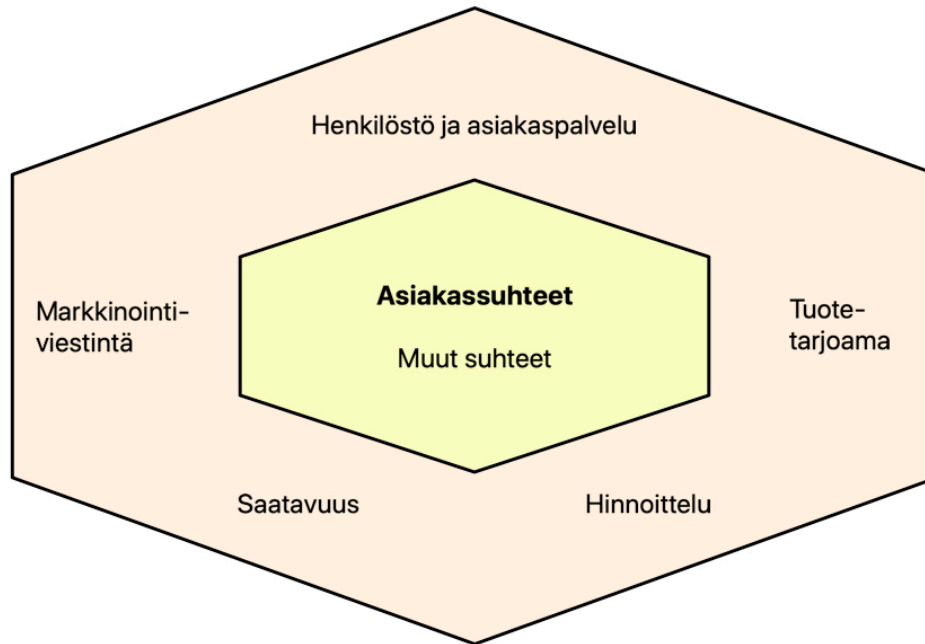 Henkilöstö ja asiakaspalvelu
Markkinointi-
viestintä
Asiakassuhteet
Muut suhteet
Tuote-
tarjoama
Saatavuus
Hinnoittelu